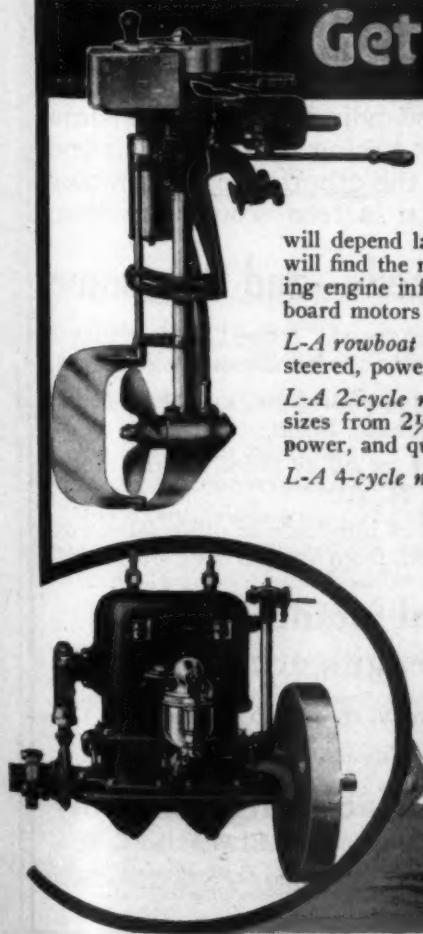 Get
will depend la
will find the
ing engine inf
board motors
L-A rowboat
steered, powe
L-A 2-cycle
sizes from 2½
power, and qu
L-A 4-cycle